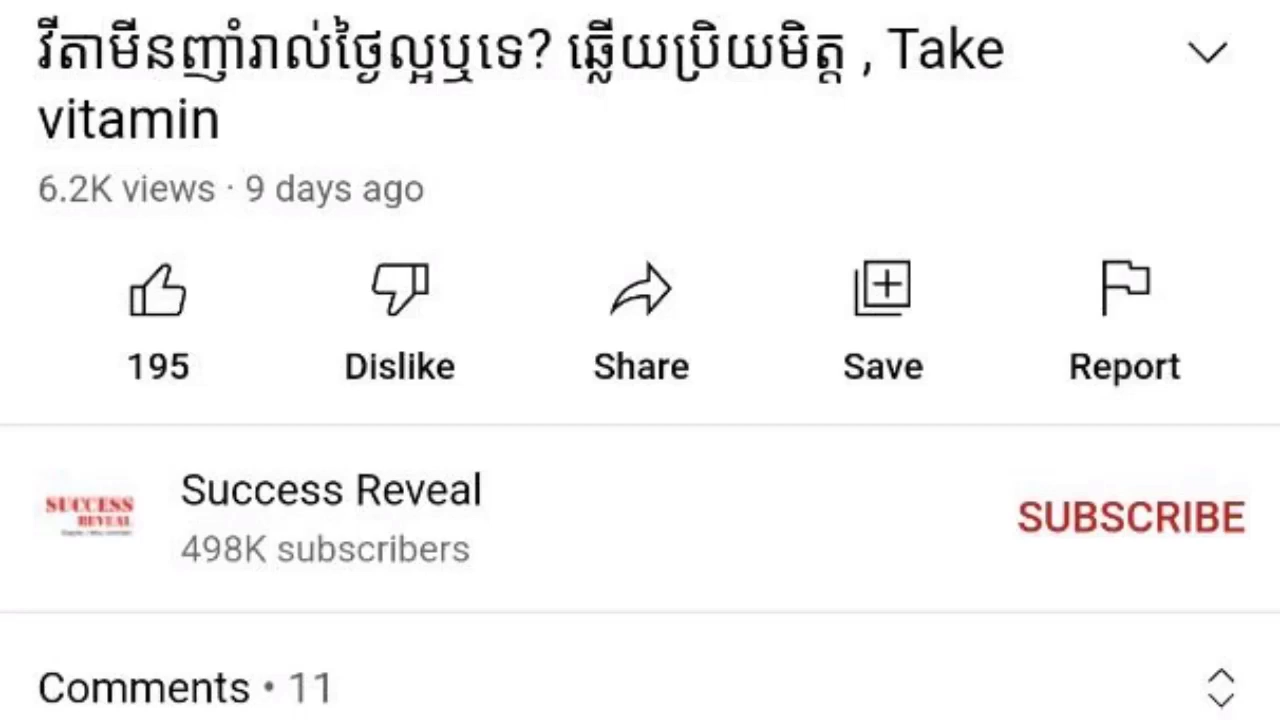 វីតាមីនញាំរាល់ថ្ងៃល្អឬទេ? ឆ្លើយប្រិយមិត្ត , Take
vitamin
6.2K views · 9 days ago
195 Dislike Share Save Report
SUCCESS
REVEAL
Success Reveal
498K subscribers
SUBSCRIBE
Comments • 11